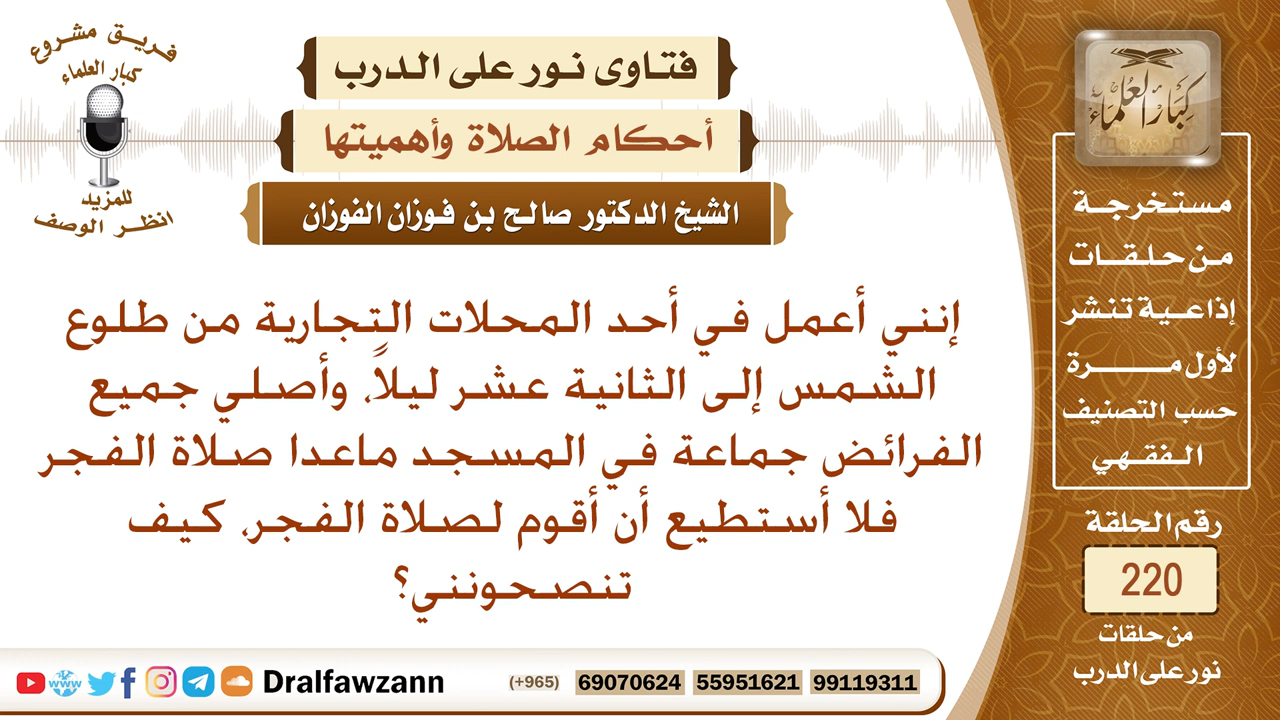 فريق مشروع
كبار العلماء
للمزيد
انظر الوصف
فتاوى نور على الدرب
أحكام الصلاة وأهميتها
الشيخ الدكتور صالح بن فوزان الفوزان
إنني أعمل في أحد المحلات التجارية من طلوع
الشمس إلى الثانية عشر ليلاً، وأصلي جميع
الفرائض جماعة في المسجد ماعدا صلاة الفجر
فلا أستطيع أن أقوم لصلاة الفجر، كيف
تنصحونني؟
كبار العلماء
مستخرجة
من حلقات
إذاعية تنشر
لأول مرة
حسب التصنيف
الفقهي
رقم الحلقة
220
من حلقات
نور على الدرب
www
Dralfawzann
(+965) 69070624 55951621 99119311